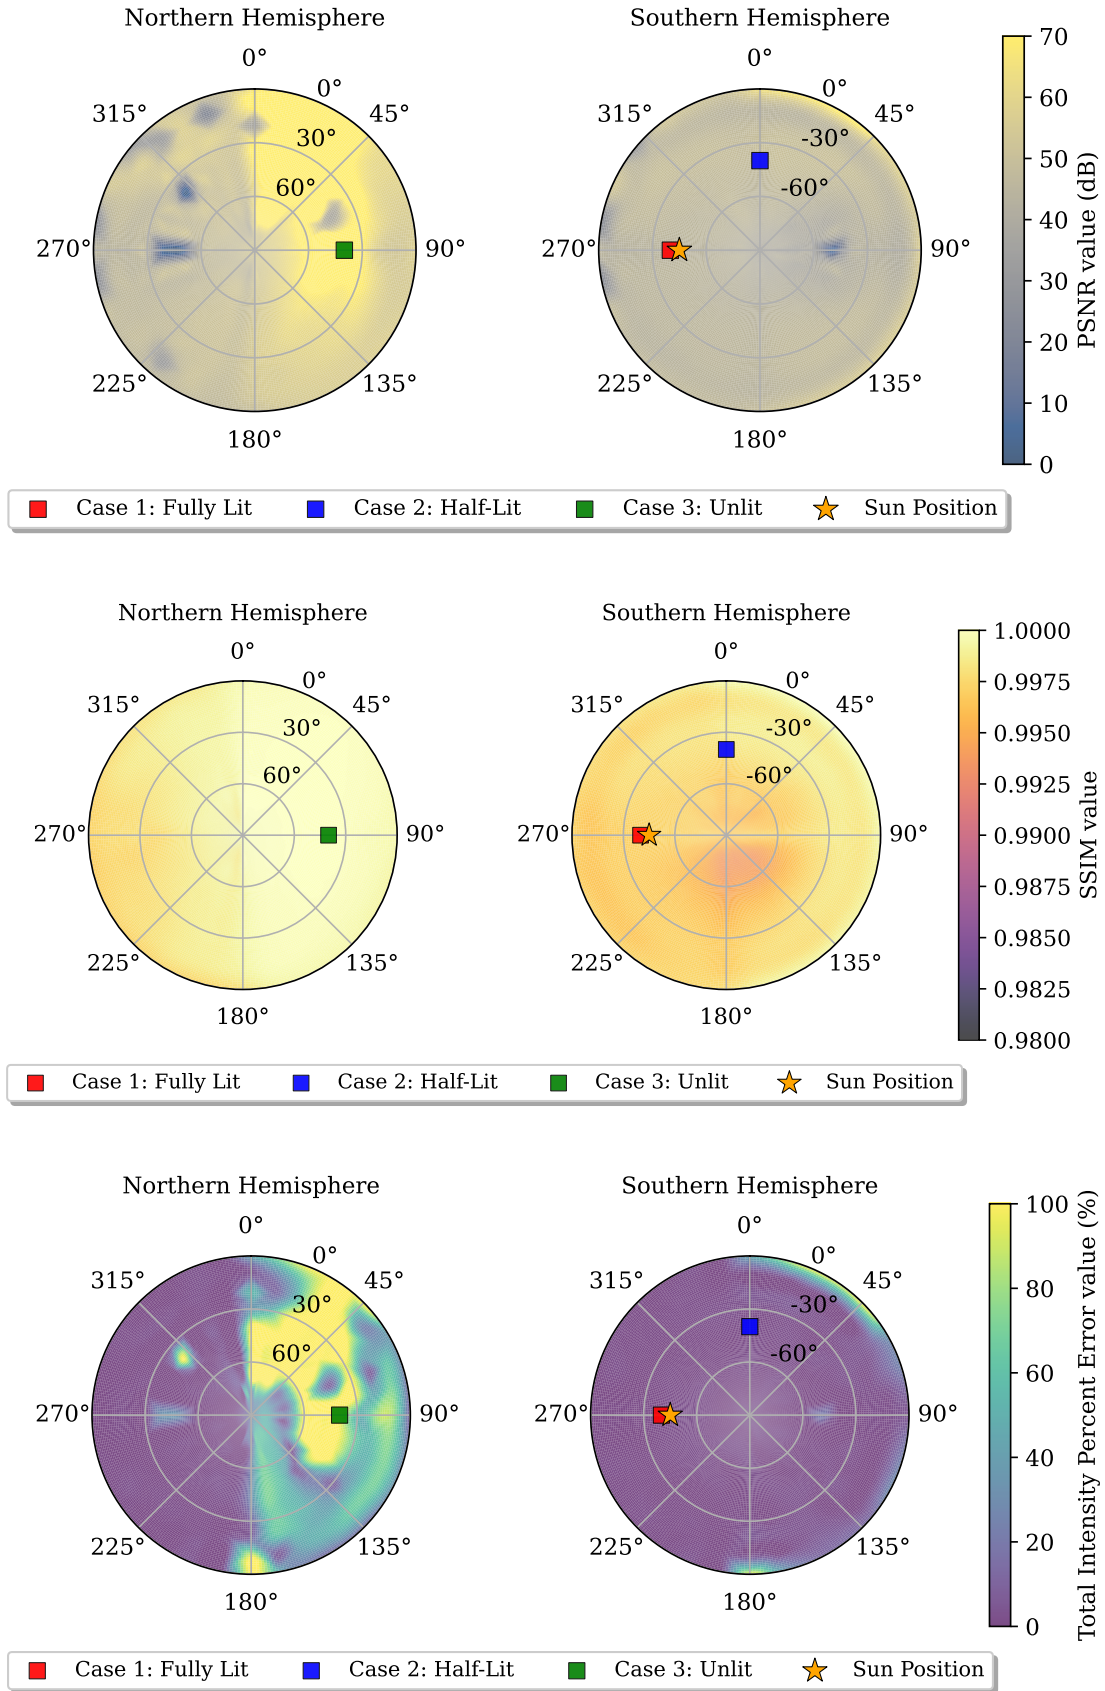 Northern Hemisphere Southern Hemisphere
0° 0° 70
0° 0°
315° 45° 315° 45° 60
30° -30°
50
60° -60°
40
270° 90° 270° 90°
30
20
225° 135° 225° 135°
10
180° 180°
0
PSNR value (dB)
Case 1: Fully Lit Case 2: Half-Lit Case 3: Unlit Sun Position
Northern Hemisphere Southern Hemisphere
0° 0° 1.0000
0° 0°
0.9975
315° 45° 315° 45°
30° -30° 0.9950
60° -60° 0.9925
270° 90° 270° 90° 0.9900
0.9875
0.9850
225° 135° 225° 135°
0.9825
180° 180°
0.9800
SSIM value
Case 1: Fully Lit Case 2: Half-Lit Case 3: Unlit Sun Position
Northern Hemisphere Southern Hemisphere
0° 0° 100
0° 0°
315° 45° 315° 45°
30° -30° 80
60° -60° 60
270° 90° 270° 90°
40
20
225° 135° 225° 135°
180° 180° 0
Total Intensity Percent Error value (%)
Case 1: Fully Lit Case 2: Half-Lit Case 3: Unlit Sun Position